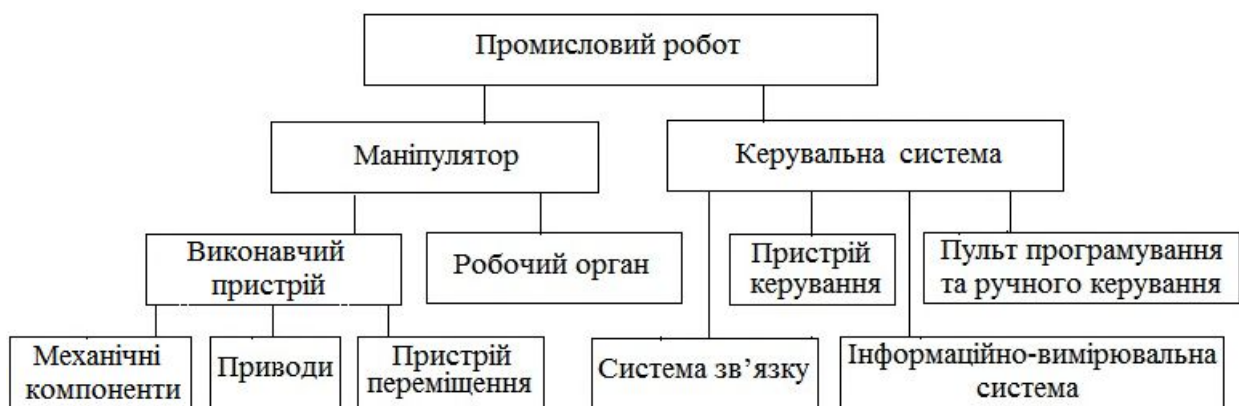 Промисловий робот
Маніпулятор
Керувальна система
Виконавчий
пристрій
Робочий орган
Пристрій
керування
Пульт програмування
та ручного керування
Механічні
компоненти
Приводи
Пристрій
переміщення
Система зв’язку
Інформаційно-вимірювальна
система